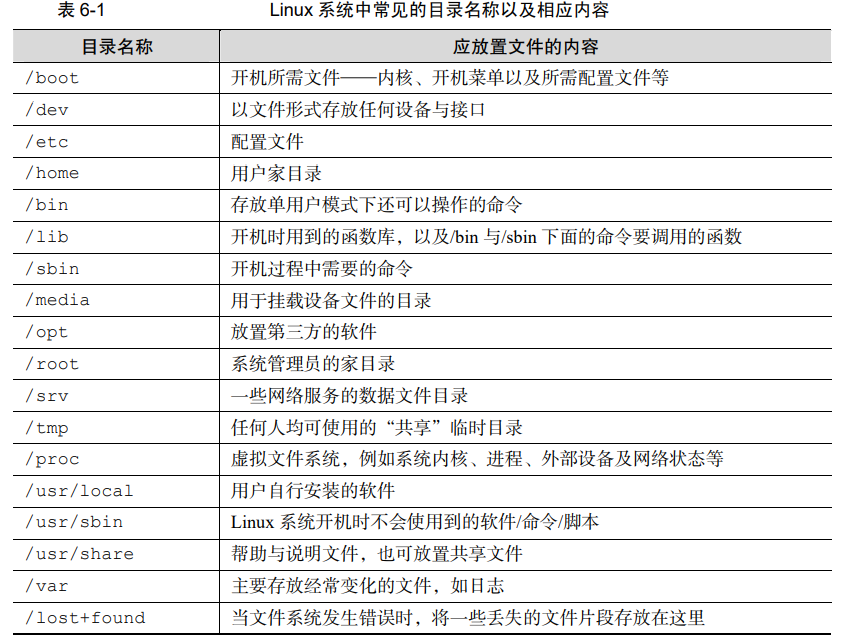 表 6-1 Linux 系统中常见的目录名称以及相应内容
目录名称 应放置文件的内容
/boot 开机所需文件——内核、开机菜单以及所需配置文件等
/dev 以文件形式存放任何设备与接口
/etc 配置文件
/home 用户家目录
/bin 存放单用户模式下还可以操作的命令
/lib 开机时用到的函数库，以及/bin 与/sbin 下面的命令要调用的函数
/sbin 开机过程中需要的命令
/media 用于挂载设备文件的目录
/opt 放置第三方的软件
/root 系统管理员的家目录
/srv 一些网络服务的数据文件目录
/tmp 任何人均可使用的“共享”临时目录
/proc 虚拟文件系统，例如系统内核、进程、外部设备及网络状态等
/usr/local 用户自行安装的软件
/usr/sbin Linux 系统开机时不会使用到的软件/命令/脚本
/usr/share 帮助与说明文件，也可放置共享文件
/var 主要存放经常变化的文件，如日志
/lost+found 当文件系统发生错误时，将一些丢失的文件片段存放在这里